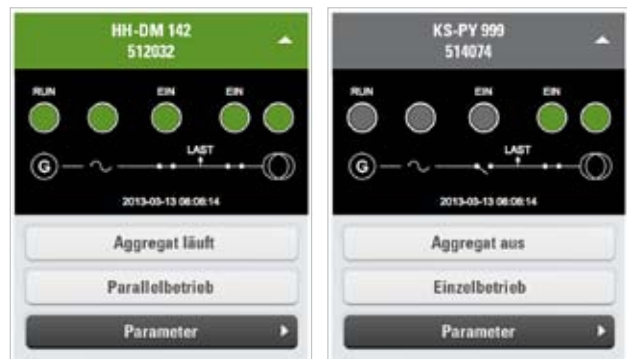 HH-DM 142
512032
RUN EIN EIN
LAST
G
2013-03-13 08:08:14
Aggregat läuft
Parallelbetrieb
Parameter
KS-PY 999
514074
RUN EIN EIN
LAST
G
2013-03-13 08:08:14
Aggregat aus
Einzelbetrieb
Parameter